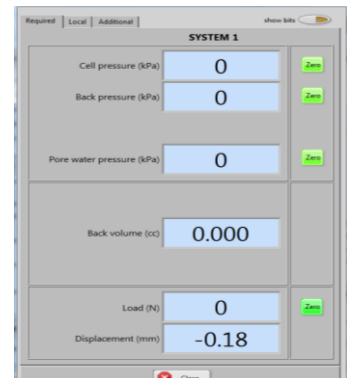 Required Local Additional show bits
SYSTEM 1
Cell pressure (kPa) 0 Zero
Back pressure (kPa) 0 Zero
Pore water pressure (kPa) 0 Zero
Back volume (cc) 0.000
Load (N) 0 Zero
Displacement (mm) -0.18